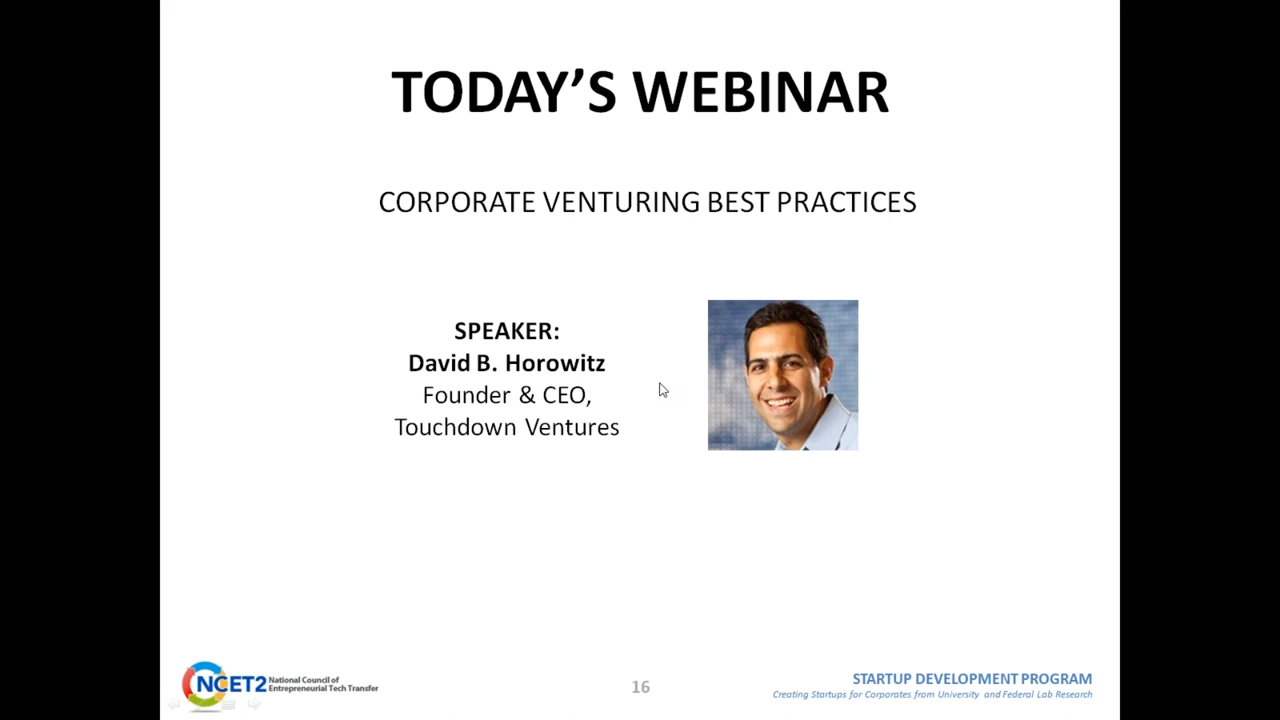 TODAY’S WEBINAR
CORPORATE VENTURING BEST PRACTICES
SPEAKER:
David B. Horowitz
Founder & CEO,
Touchdown Ventures
NCET2 National Council of
Entrepreneurial Tech Transfer
16
STARTUP DEVELOPMENT PROGRAM
Creating Startups for Corporates from University and Federal Lab Research